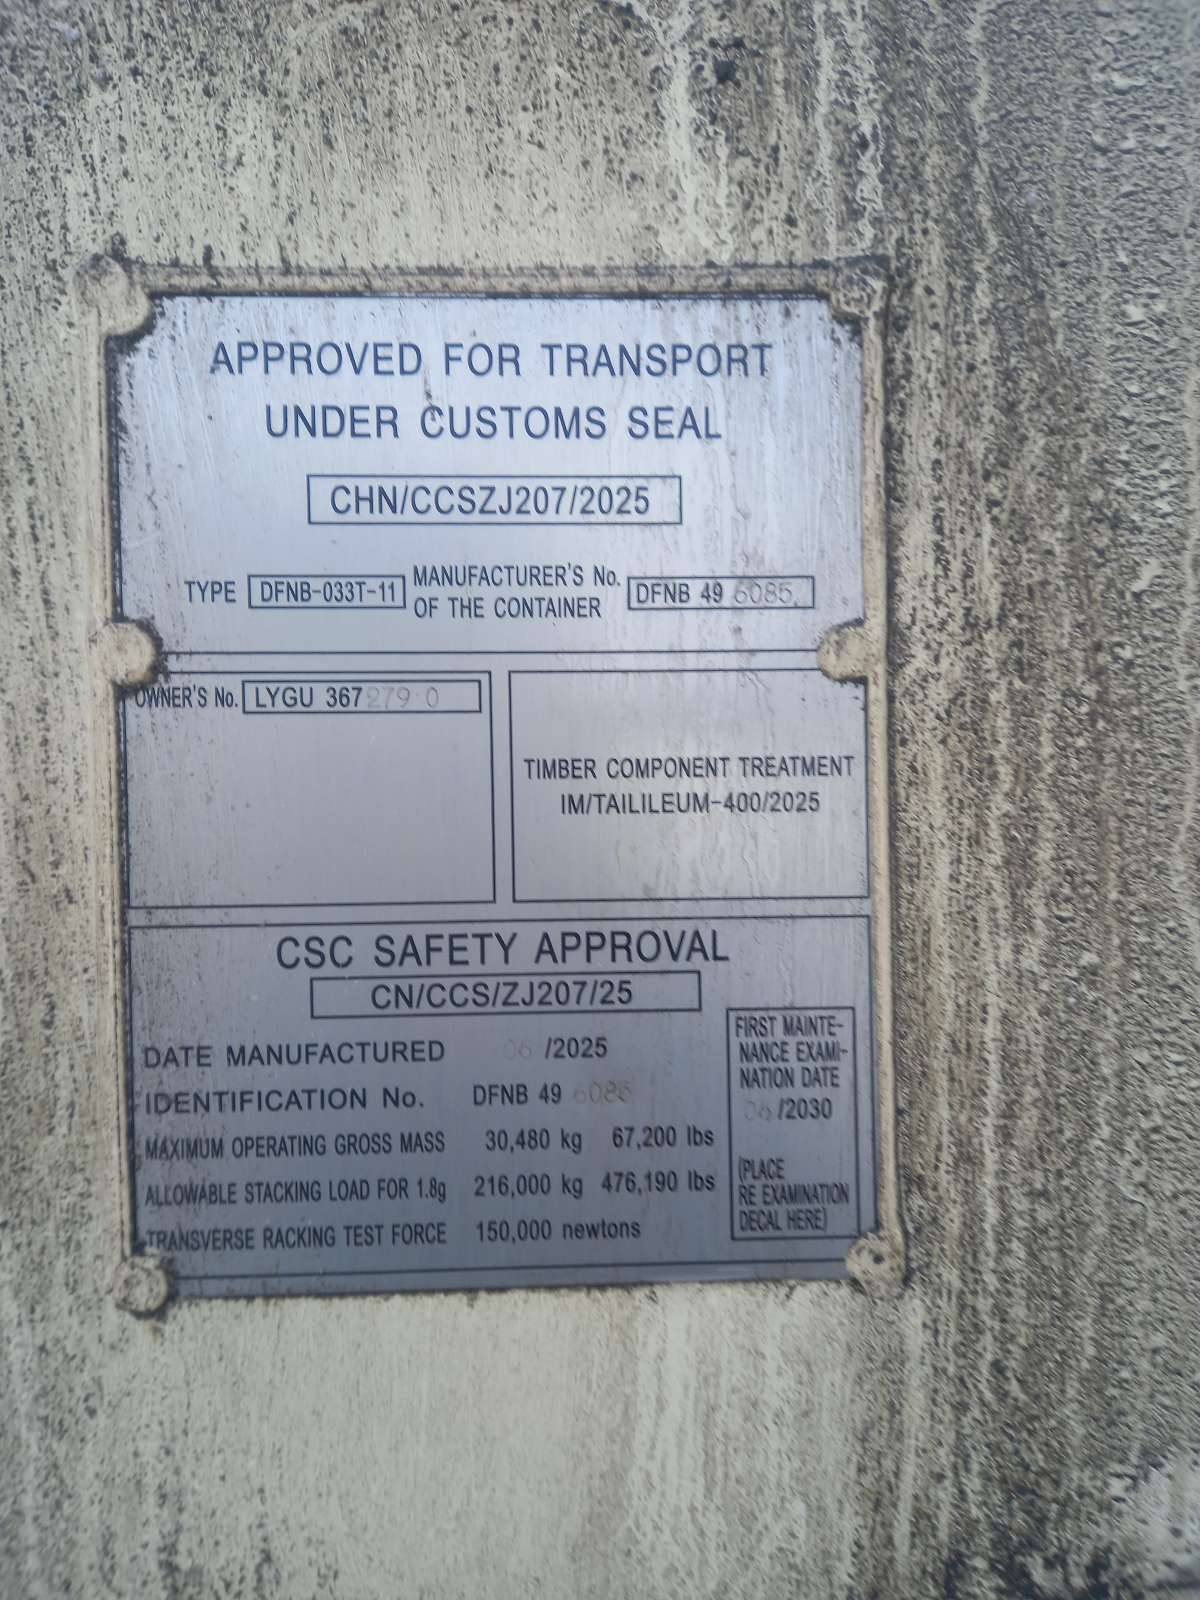 APPROVED FOR TRANSPORT
UNDER CUSTOMS SEAL
CHN/CCSZJ207/2025
TYPE DFNB-033T-11 MANUFACTURER'S No.
OF THE CONTAINER DFNB 49 6085
OWNER'S No. LYGU 367279 0
TIMBER COMPONENT TREATMENT
IM/TAILILEUM-400/2025
CSC SAFETY APPROVAL
CN/CCS/ZJ207/25
DATE MANUFACTURED 06 /2025
IDENTIFICATION No. DFNB 49 6085
MAXIMUM OPERATING GROSS MASS 30,480 kg 67,200 lbs
ALLOWABLE STACKING LOAD FOR 1.8g 216,000 kg 476,190 lbs
TRANSVERSE RACKING TEST FORCE 150,000 newtons
FIRST MAINTE-
NANCE EXAMI-
NATION DATE
06 /2030
(PLACE
RE EXAMINATION
DECAL HERE)